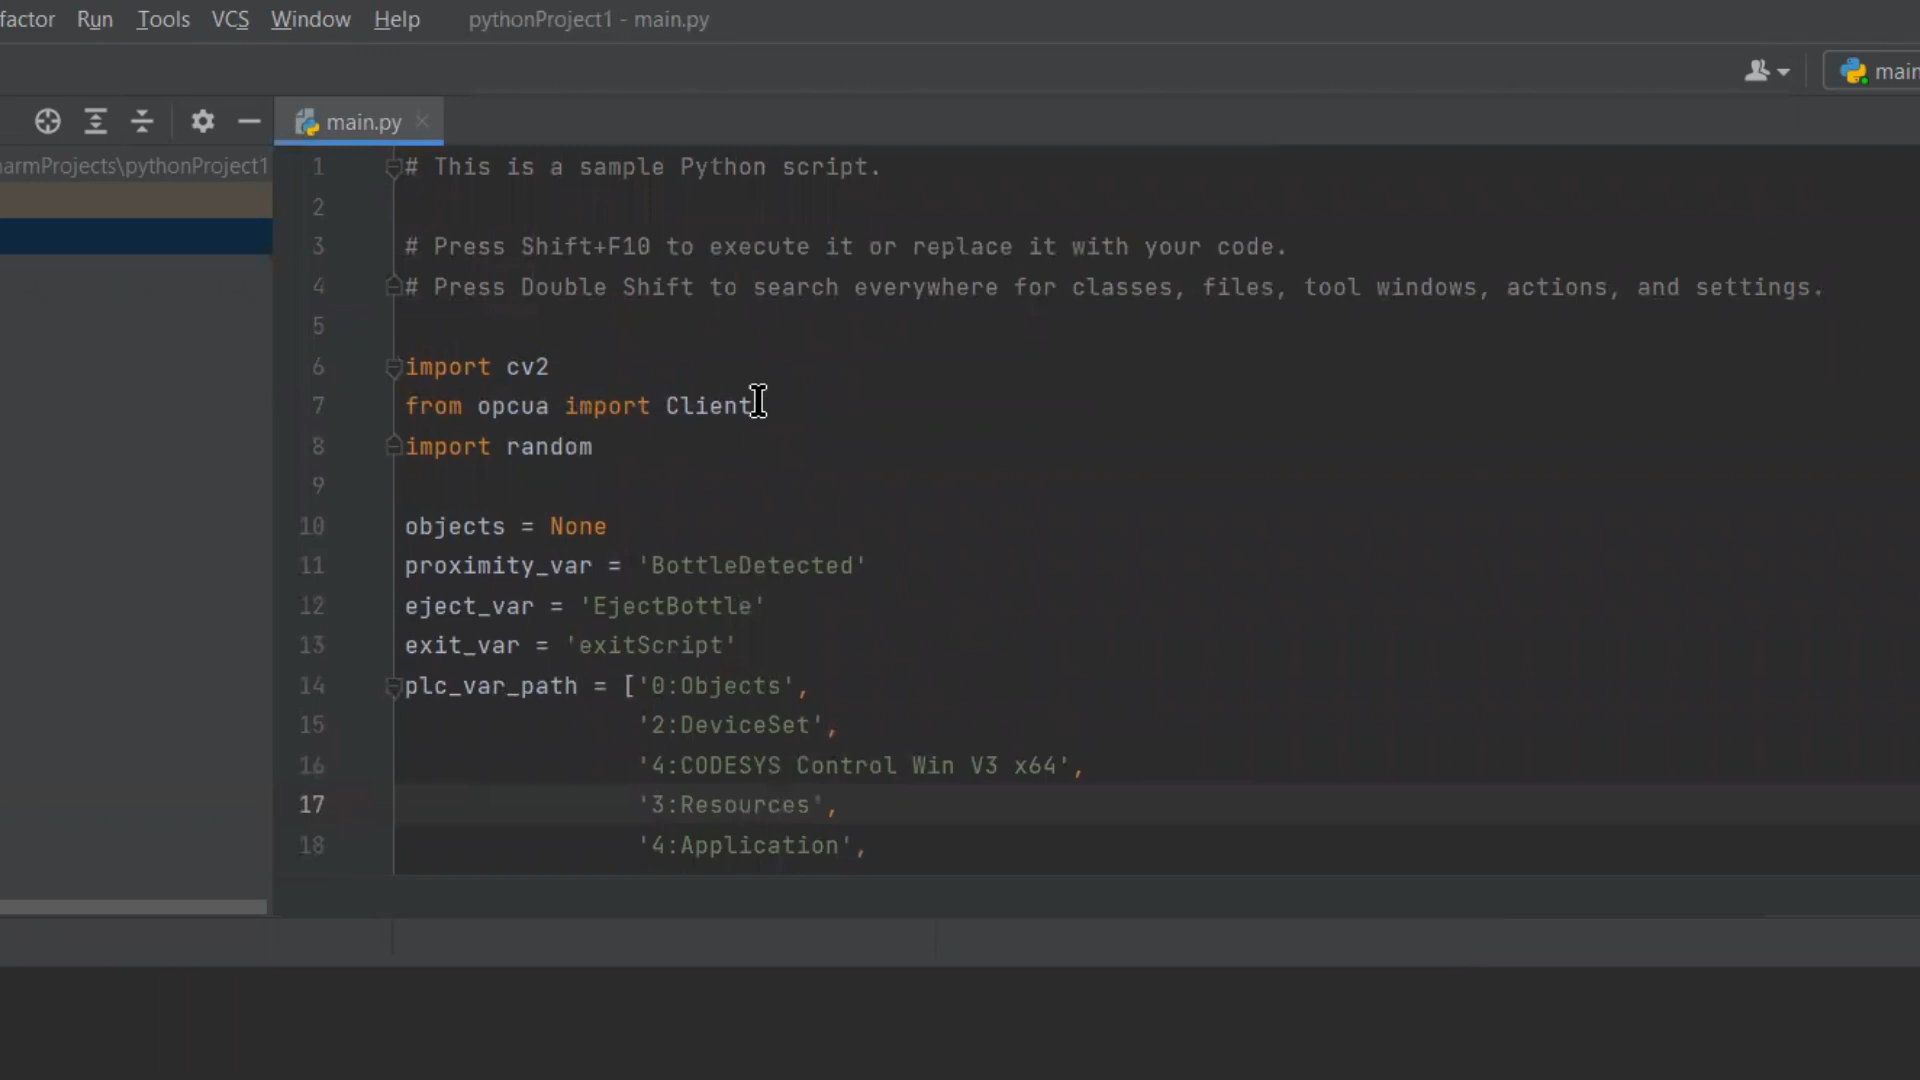 factor Run Tools VCS Window Help pythonProject1 - main.py
main
main.py
armProjects\pythonProject1
1 # This is a sample Python script.
2
3 # Press Shift+F10 to execute it or replace it with your code.
4 # Press Double Shift to search everywhere for classes, files, tool windows, actions, and settings.
5
6 import cv2
7 from opcua import Client
8 import random
9
10 objects = None
11 proximity_var = 'BottleDetected'
12 eject_var = 'EjectBottle'
13 exit_var = 'exitScript'
14 plc_var_path = ['0:Objects',
15 '2:DeviceSet',
16 '4:CODESYS Control Win V3 x64',
17 '3:Resources',
18 '4:Application',